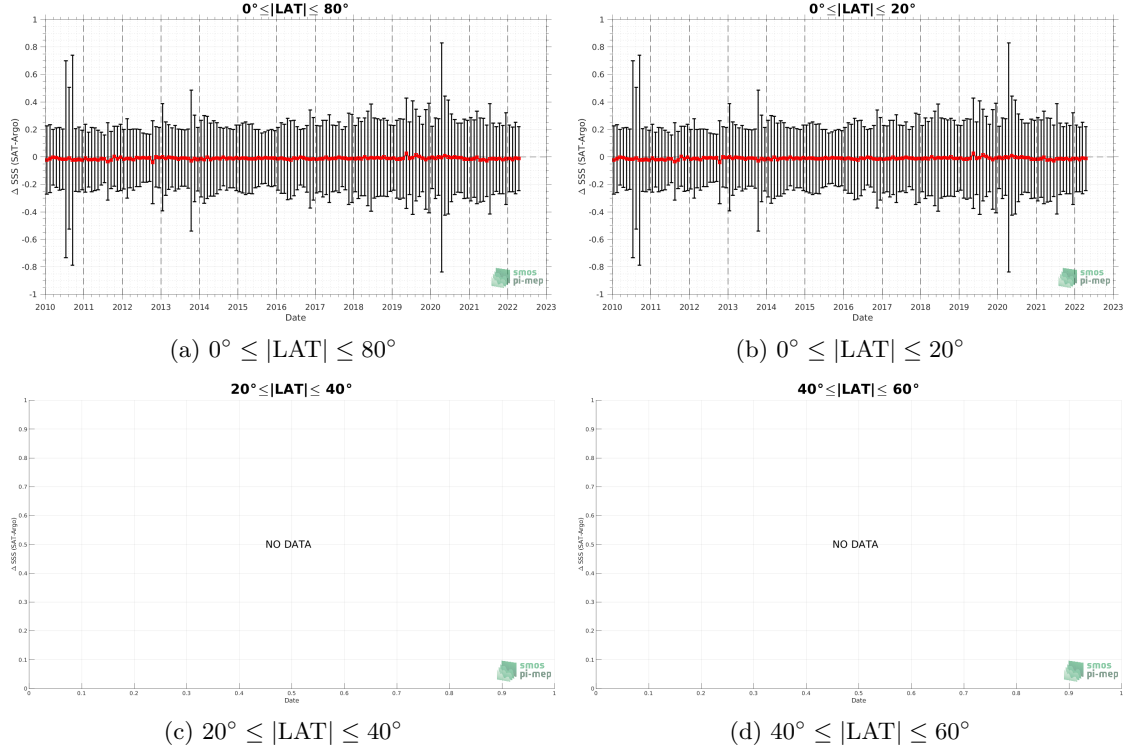 0°≤|LAT|≤ 80°
Δ SSS (SAT-Argo)
1
0.8
0.6
0.4
0.2
0
-0.2
-0.4
-0.6
-0.8
-1
smos
pi-mep
2010 2011 2012 2013 2014 2015 2016 2017 2018 2019 2020 2021 2022 2023
Date
(a) 0° ≤ |LAT| ≤ 80°
0°≤|LAT|≤ 20°
Δ SSS (SAT-Argo)
1
0.8
0.6
0.4
0.2
0
-0.2
-0.4
-0.6
-0.8
-1
smos
pi-mep
2010 2011 2012 2013 2014 2015 2016 2017 2018 2019 2020 2021 2022 2023
Date
(b) 0° ≤ |LAT| ≤ 20°
20°≤|LAT|≤ 40°
Δ SSS (SAT-Argo)
1
0.9
0.8
0.7
0.6
0.5
0.4
0.3
0.2
0.1
0
NO DATA
smos
pi-mep
0 0.1 0.2 0.3 0.4 0.5 0.6 0.7 0.8 0.9 1
Date
(c) 20° ≤ |LAT| ≤ 40°
40°≤|LAT|≤ 60°
Δ SSS (SAT-Argo)
1
0.9
0.8
0.7
0.6
0.5
0.4
0.3
0.2
0.1
0
NO DATA
smos
pi-mep
0 0.1 0.2 0.3 0.4 0.5 0.6 0.7 0.8 0.9 1
Date
(d) 40° ≤ |LAT| ≤ 60°